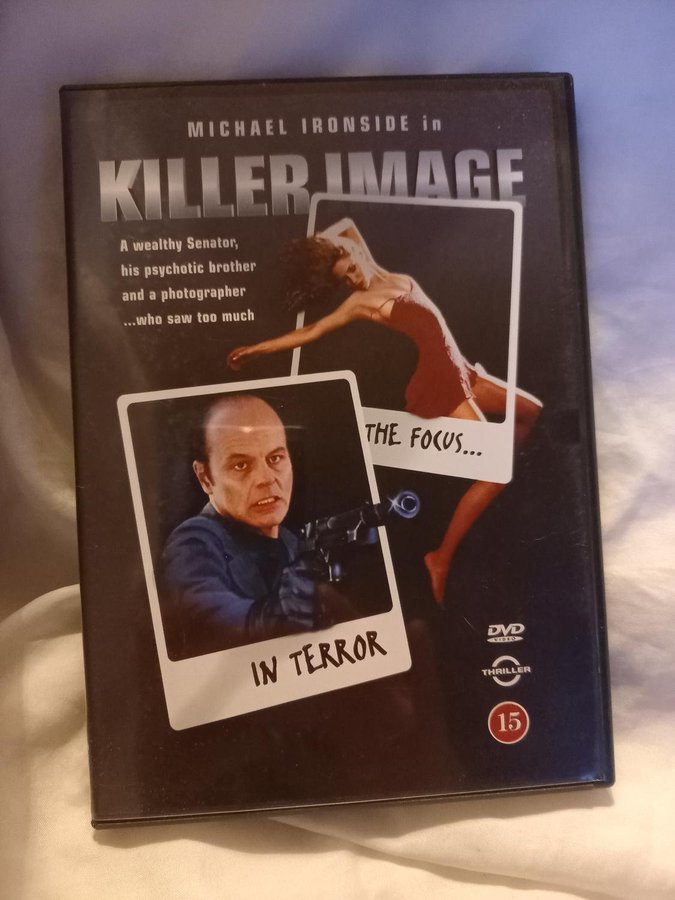 MICHAEL IRONSIDE in
KILLER IMAGE
A wealthy Senator,
his psychotic brother
and a photographer
...who saw too much
THE FOCUS...
IN TERROR
DVD
VIDEO
THRILLER
15